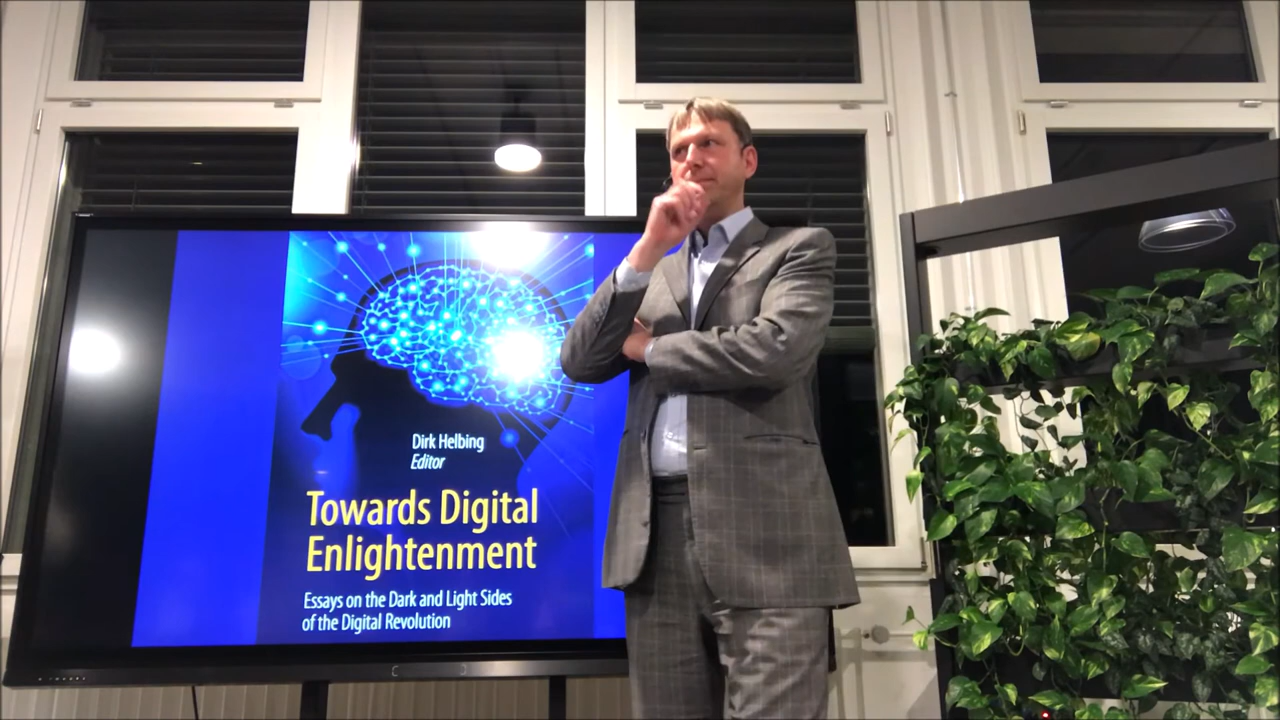 Dirk Helbing
Editor
Towards Digital
Enlightenment
Essays on the Dark and Light Sides
of the Digital Revolution